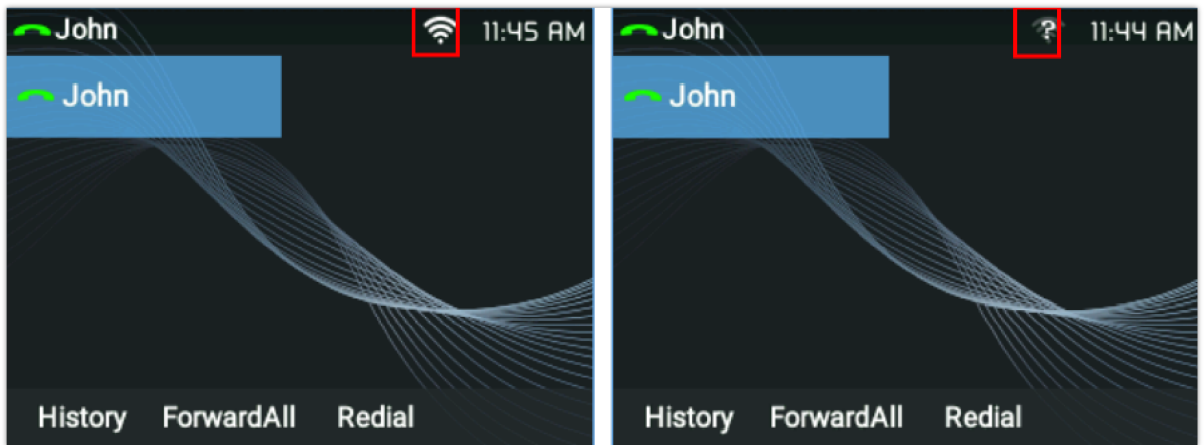 John 11:45 AM
John
History ForwardAll Redial
John ? 11:44 AM
John
History ForwardAll Redial